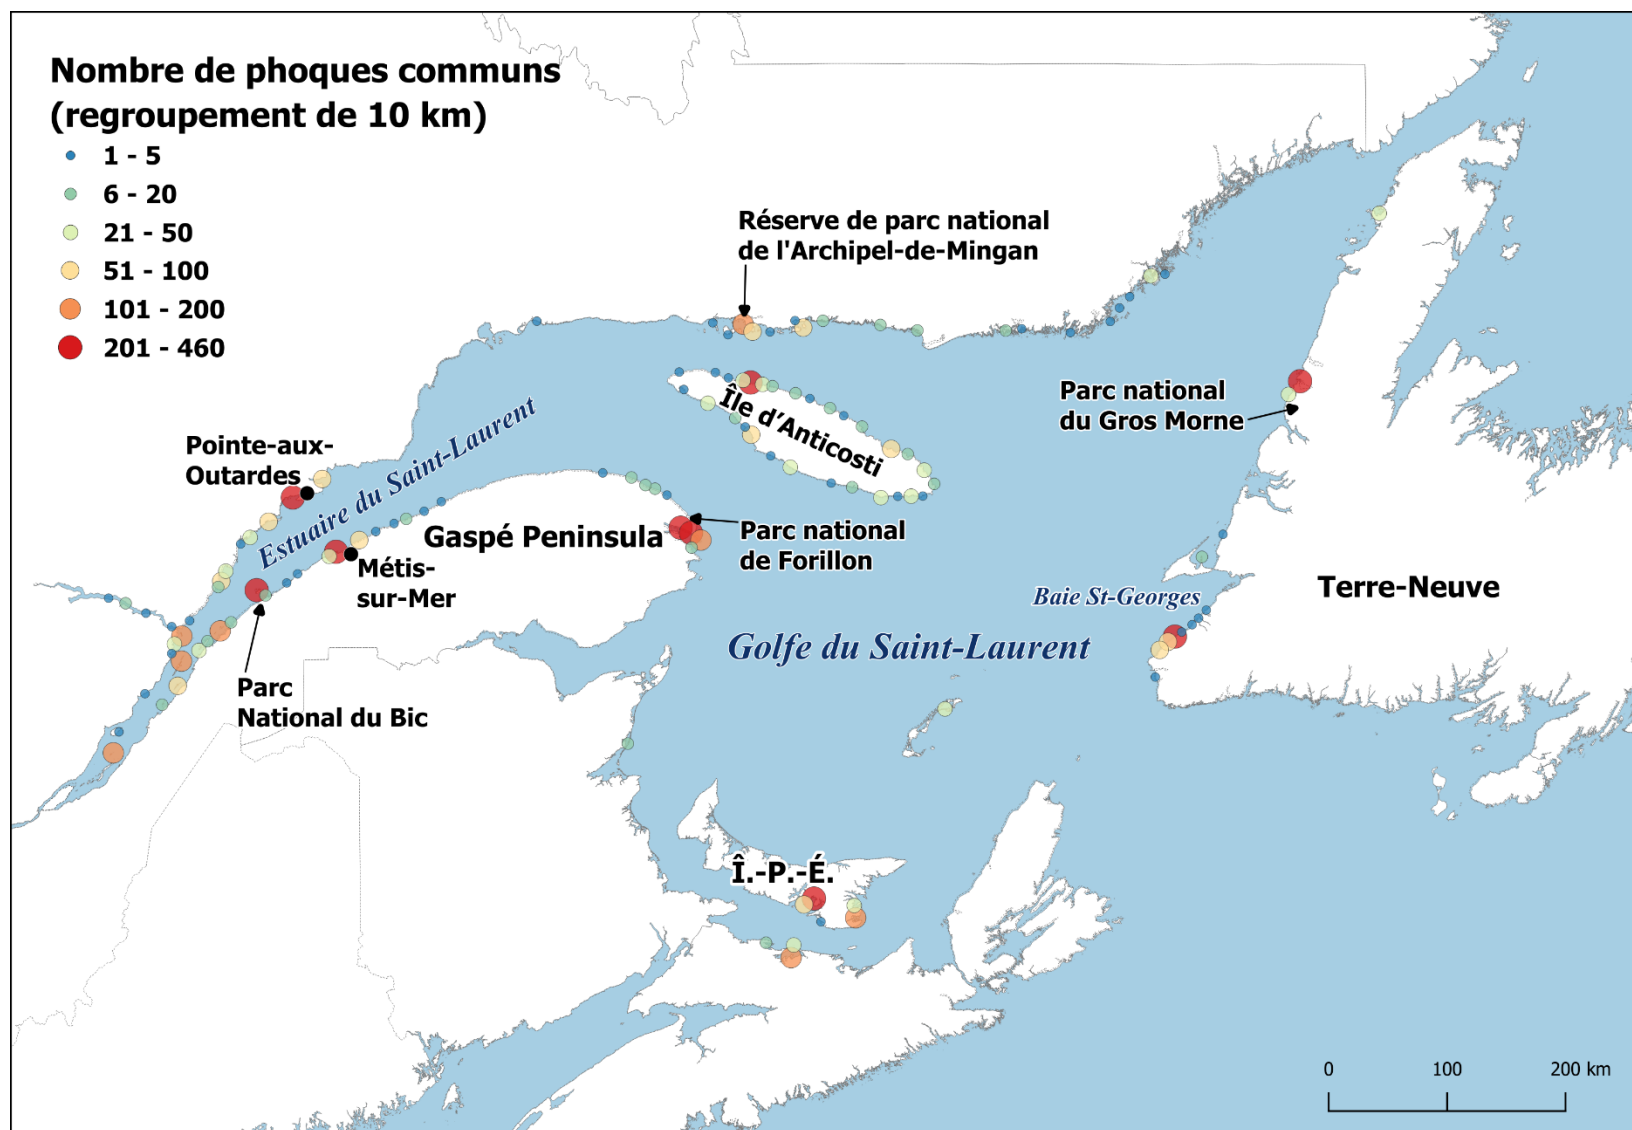 Nombre de phoques communs
(regroupement de 10 km)
1 - 5
6 - 20
21 - 50
51 - 100
101 - 200
201 - 460
Réserve de parc national
de l'Archipel-de-Mingan
Parc national
du Gros Morne
Île d'Anticosti
Pointe-aux-
Outardes
Estuaire du Saint-Laurent
Gaspé Peninsula
Parc national
de Forillon
Métis-
sur-Mer
Terre-Neuve
Baie St-Georges
Golfe du Saint-Laurent
Parc
National du Bic
Î.-P.-É.
0 100 200 km